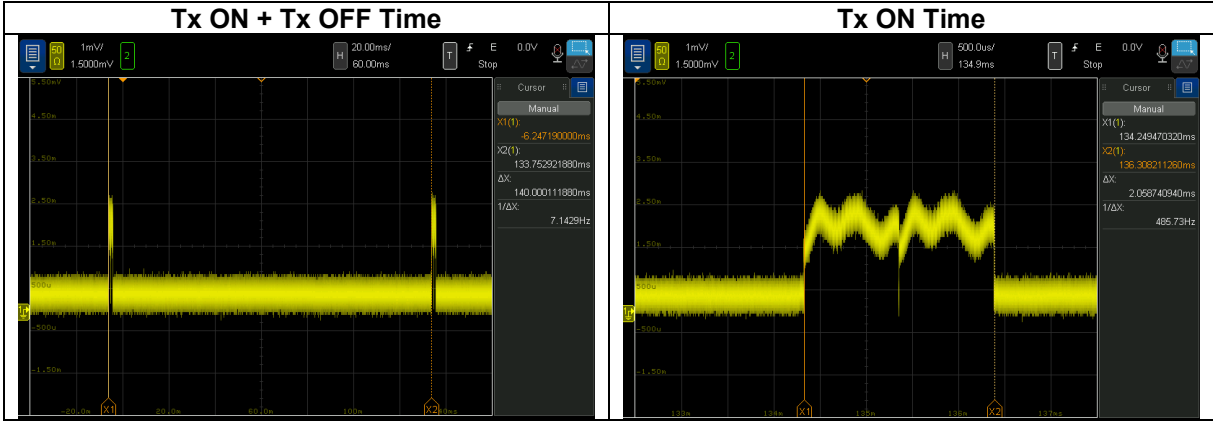 Tx ON + Tx OFF Time
50
Ω
1mV/
1.5000mV
2
H
20.00ms/
60.00ms
T
E
0.0V
Stop
5.50mV
4.50m
3.50m
2.50m
1.50m
500u
-500u
-1.50m
-20.0m
X1
20.0m
60.0m
100m
X2
Cursor
Manual
X1(1):
-6.247190000ms
X2(1):
133.752921880ms
ΔX:
140.000111880ms
1/ΔX:
7.1429Hz
Tx ON Time
50
Ω
1mV/
1.5000mV
2
H
500.0us/
134.9ms
T
E
0.0V
Stop
5.50mV
4.50m
3.50m
2.50m
1.50m
500u
-500u
-1.50m
133m
134m
X1
135m
136m
X2
137ms
Cursor
Manual
X1(1):
134.249470320ms
X2(1):
136.308211260ms
ΔX:
2.058740940ms
1/ΔX:
485.73Hz